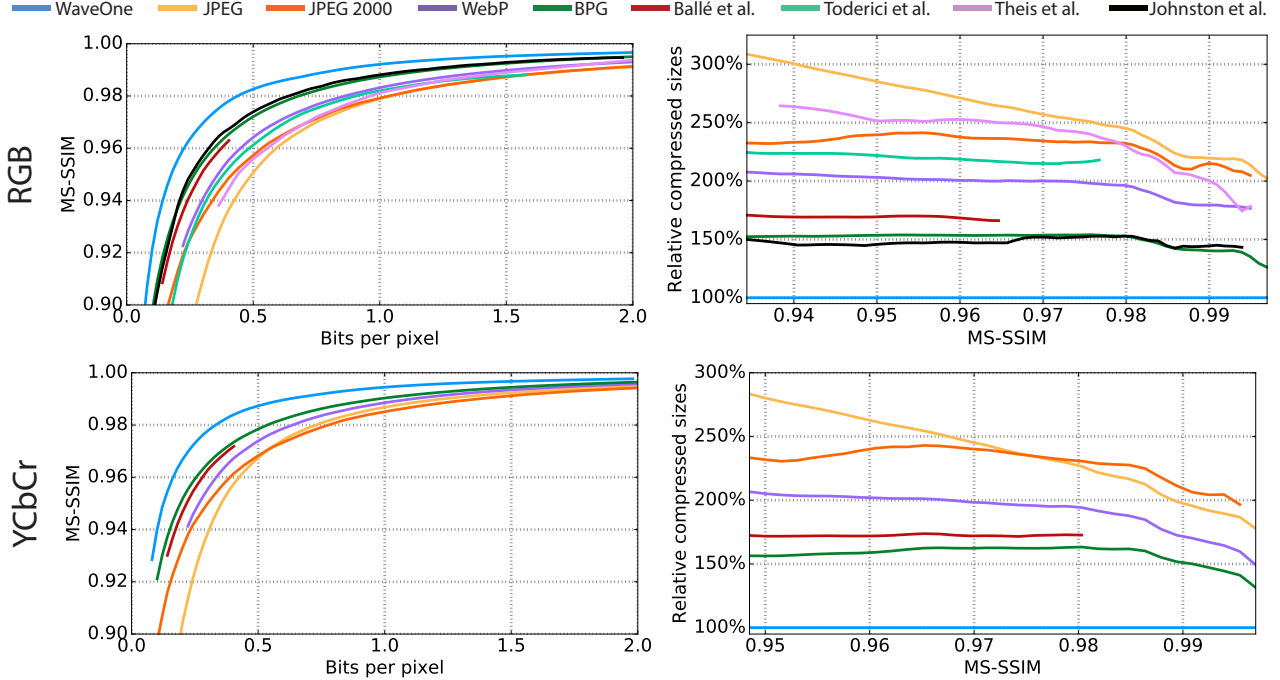 WaveOne JPEG JPEG 2000 WebP BPG Ballé et al. Toderici et al. Theis et al. Johnston et al.
RGB
MS-SSIM
1.00
0.98
0.96
0.94
0.92
0.90
0.0 0.5 1.0 1.5 2.0
Bits per pixel
Relative compressed sizes
300%
250%
200%
150%
100%
0.94 0.95 0.96 0.97 0.98 0.99
MS-SSIM
YCbCr
MS-SSIM
1.00
0.98
0.96
0.94
0.92
0.90
0.0 0.5 1.0 1.5 2.0
Bits per pixel
Relative compressed sizes
300%
250%
200%
150%
100%
0.95 0.96 0.97 0.98 0.99
MS-SSIM